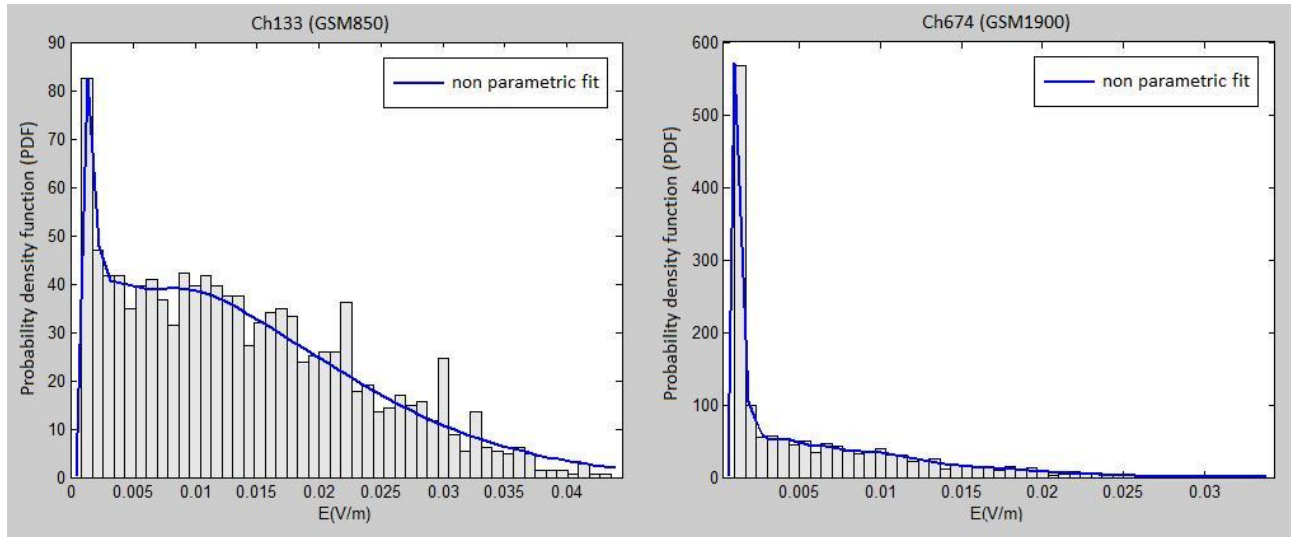 Ch133 (GSM850)
Probability density function (PDF)
90
80
70
60
50
40
30
20
10
0
non parametric fit
0 0.005 0.01 0.015 0.02 0.025 0.03 0.035 0.04
E(V/m)
Ch674 (GSM1900)
Probability density function (PDF)
600
500
400
300
200
100
0
non parametric fit
0.005 0.01 0.015 0.02 0.025 0.03
E(V/m)